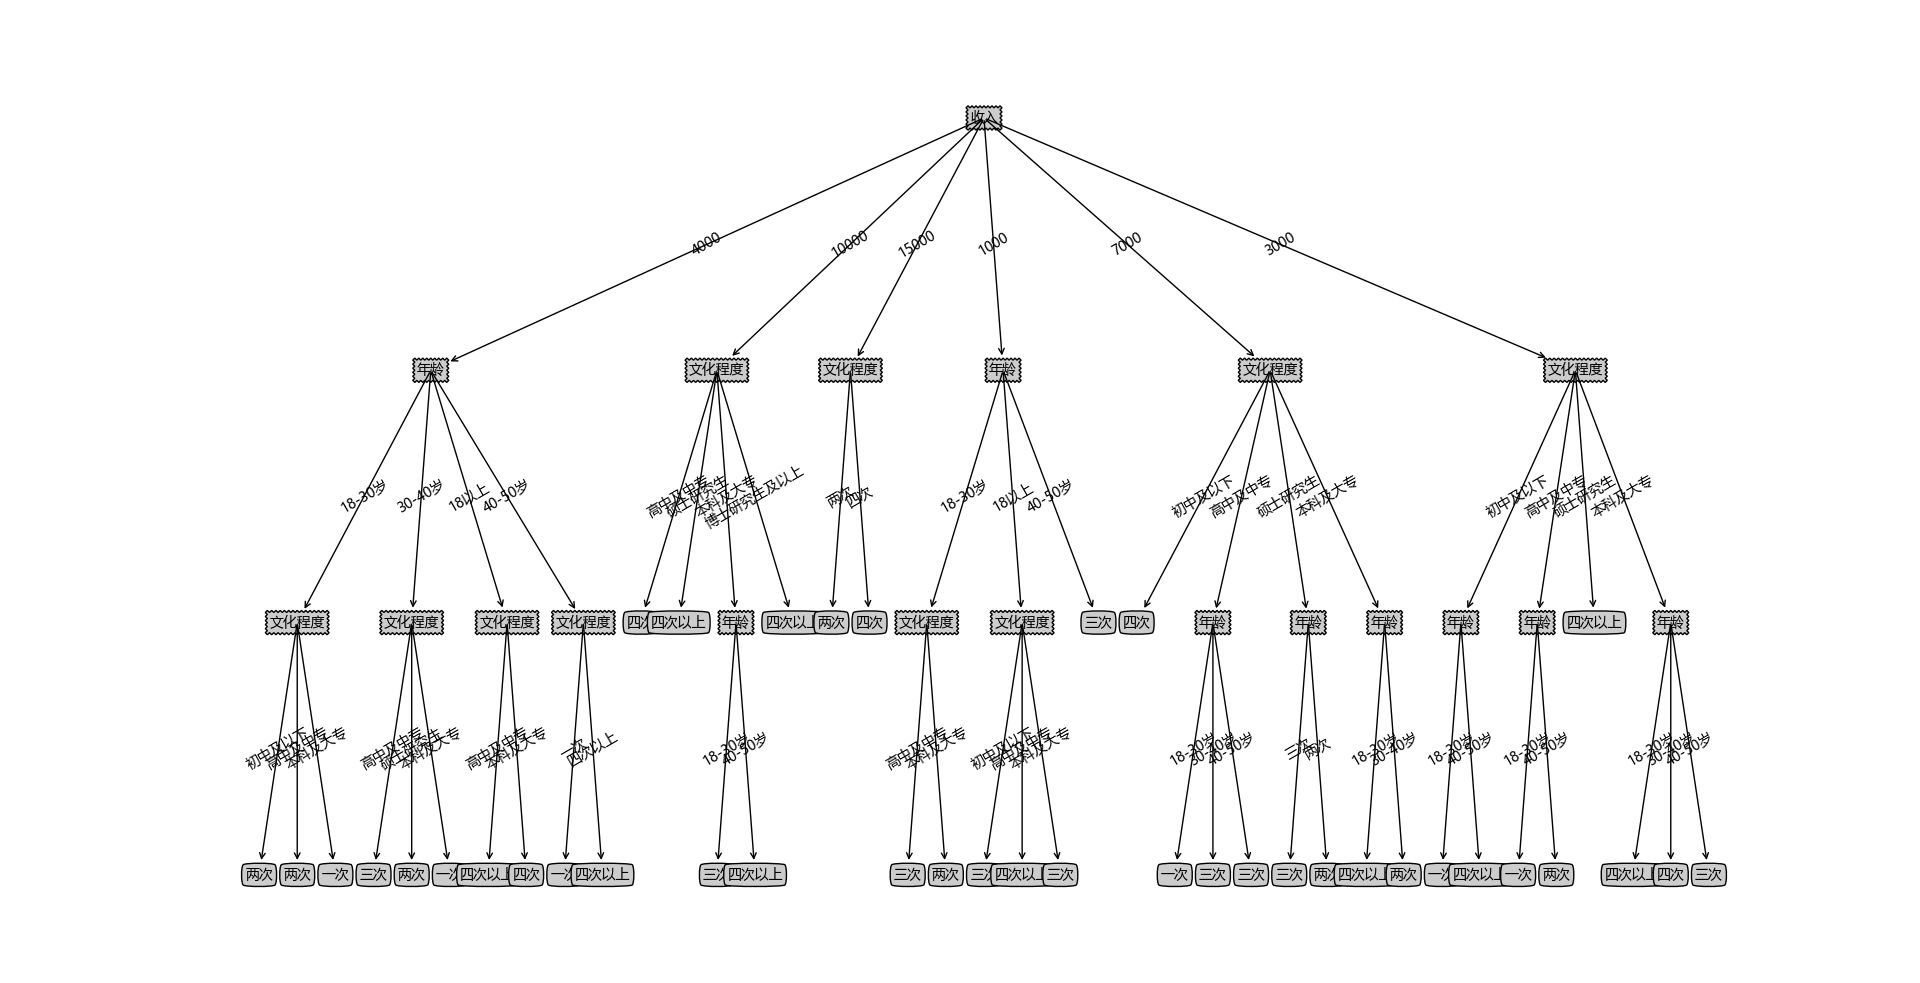 收入
4000 10000 15000 1000 7000 3000
年龄 文化程度 文化程度 年龄 文化程度 文化程度
18-30岁 30-40岁 18以上 40-50岁 高中及中专 硕士研究生 本科及大专 博士研究生及以上 两次 四次 18-30岁 18以上 40-50岁 初中及以下 高中及中专 硕士研究生 本科及大专 初中及以下 高中及中专 硕士研究生 本科及大专
文化程度 文化程度 文化程度 文化程度 四次 四次以上 年龄 四次以上 两次 四次 文化程度 文化程度 三次 四次 年龄 年龄 年龄 年龄 年龄 四次以上 年龄
初中及以下 高中及中专 本科及大专 高中及中专 硕士研究生 本科及大专 高中及中专 本科及大专 一次 四次以上 18-30岁 40-50岁 高中及中专 本科及大专 初中及以下 高中及中专 本科及大专 18-30岁 30-40岁 40-50岁 三次 两次 18-30岁 30-40岁 18-30岁 40-50岁 18-30岁 40-50岁 18-30岁 30-40岁 40-50岁
两次 两次 一次 三次 两次 一次 四次以上 四次 一次 四次以上 三次 四次以上 三次 两次 三次 四次以上 三次 一次 三次 三次 三次 两次 四次以上 两次 一次 四次以上 一次 两次 四次以上 四次 三次